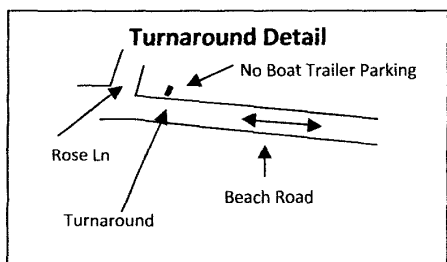 Turnaround Detail
No Boat Trailer Parking
Rose Ln
Beach Road
Turnaround